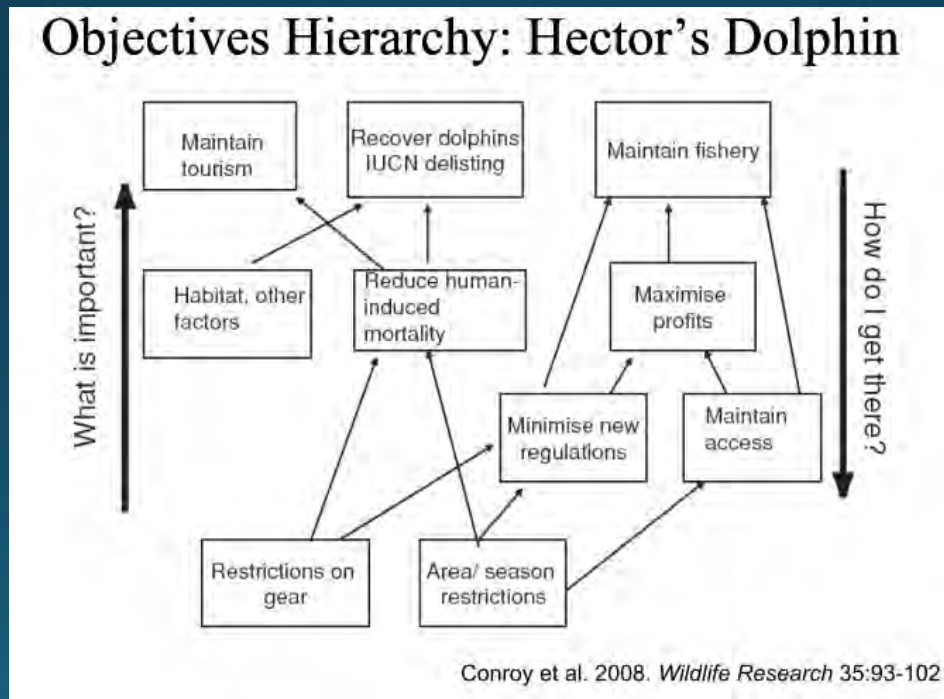 Objectives Hierarchy: Hector's Dolphin
Maintain
tourism
Recover dolphins
IUCN delisting
Maintain fishery
What is important?
How do I get there?
Habitat, other
factors
Reduce human-
induced
mortality
Maximise
profits
Minimise new
regulations
Maintain
access
Restrictions on
gear
Area/ season
restrictions
Conroy et al. 2008. Wildlife Research 35:93-102